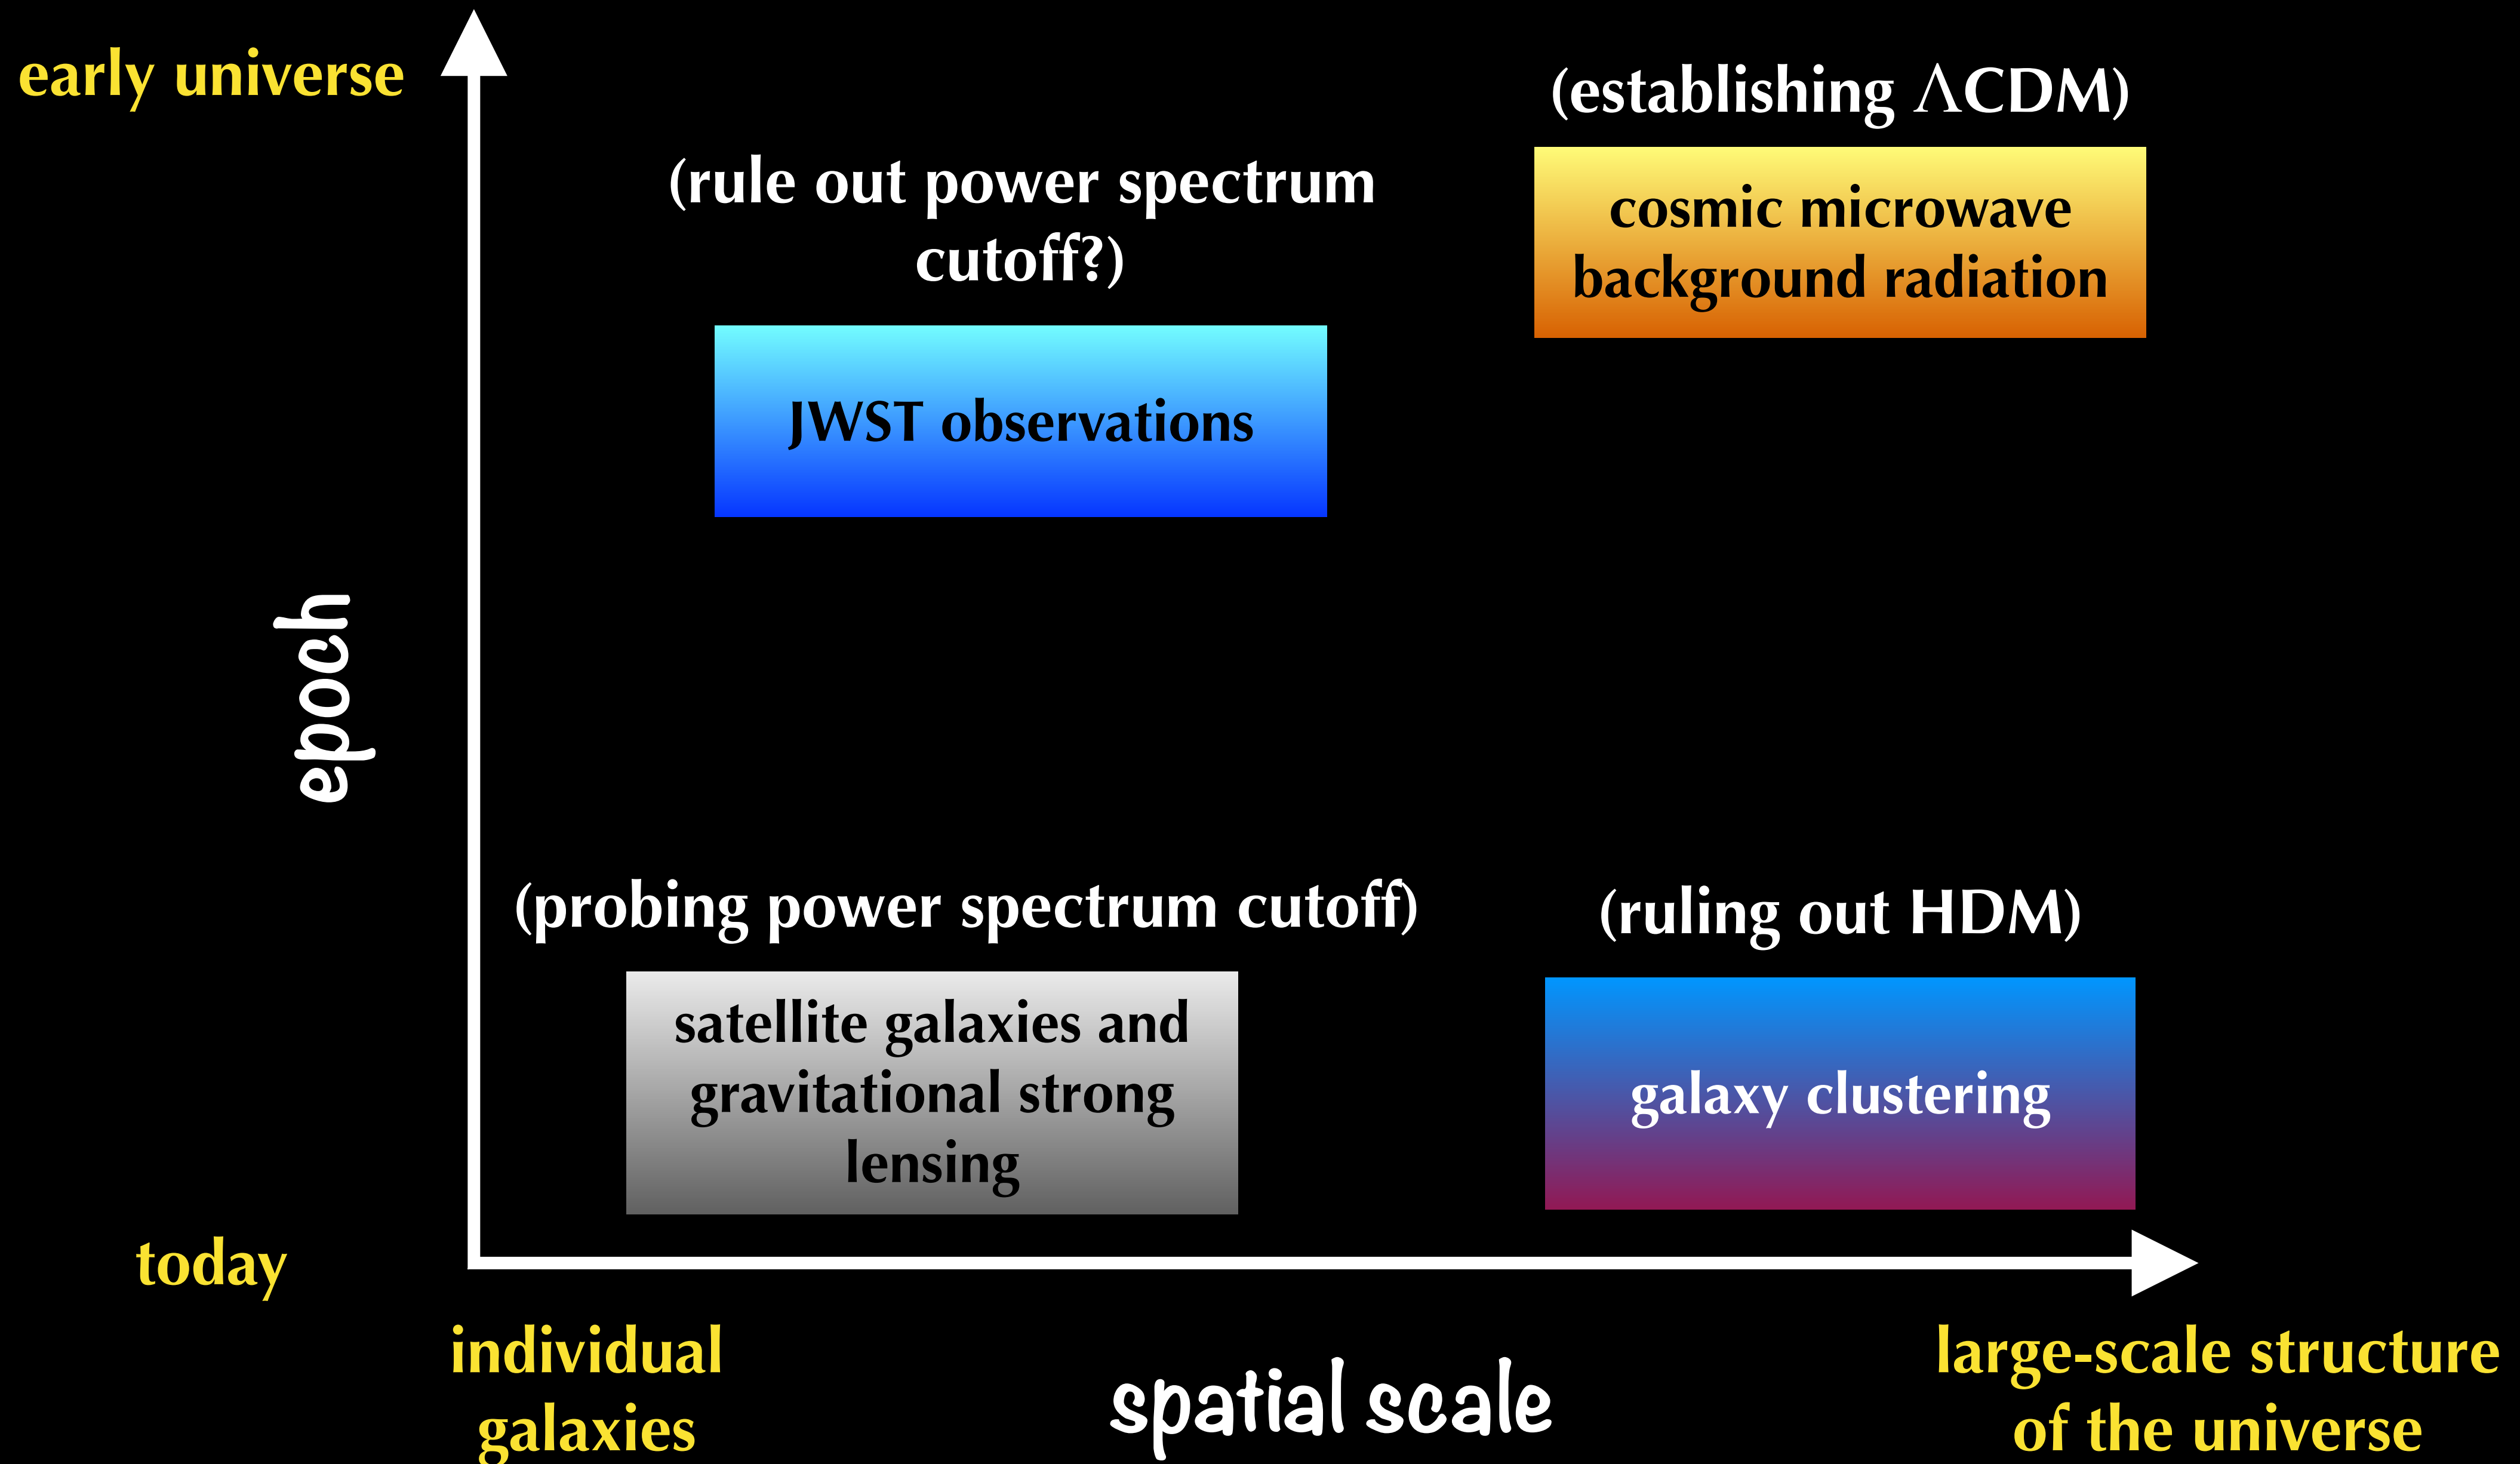 early universe
(establishing ΛCDM)
cosmic microwave
background radiation
(rule out power spectrum
cutoff?)
JWST observations
epoch
(probing power spectrum cutoff)
satellite galaxies and
gravitational strong
lensing
(ruling out HDM)
galaxy clustering
today
individual
galaxies
spatial scale
large-scale structure
of the universe